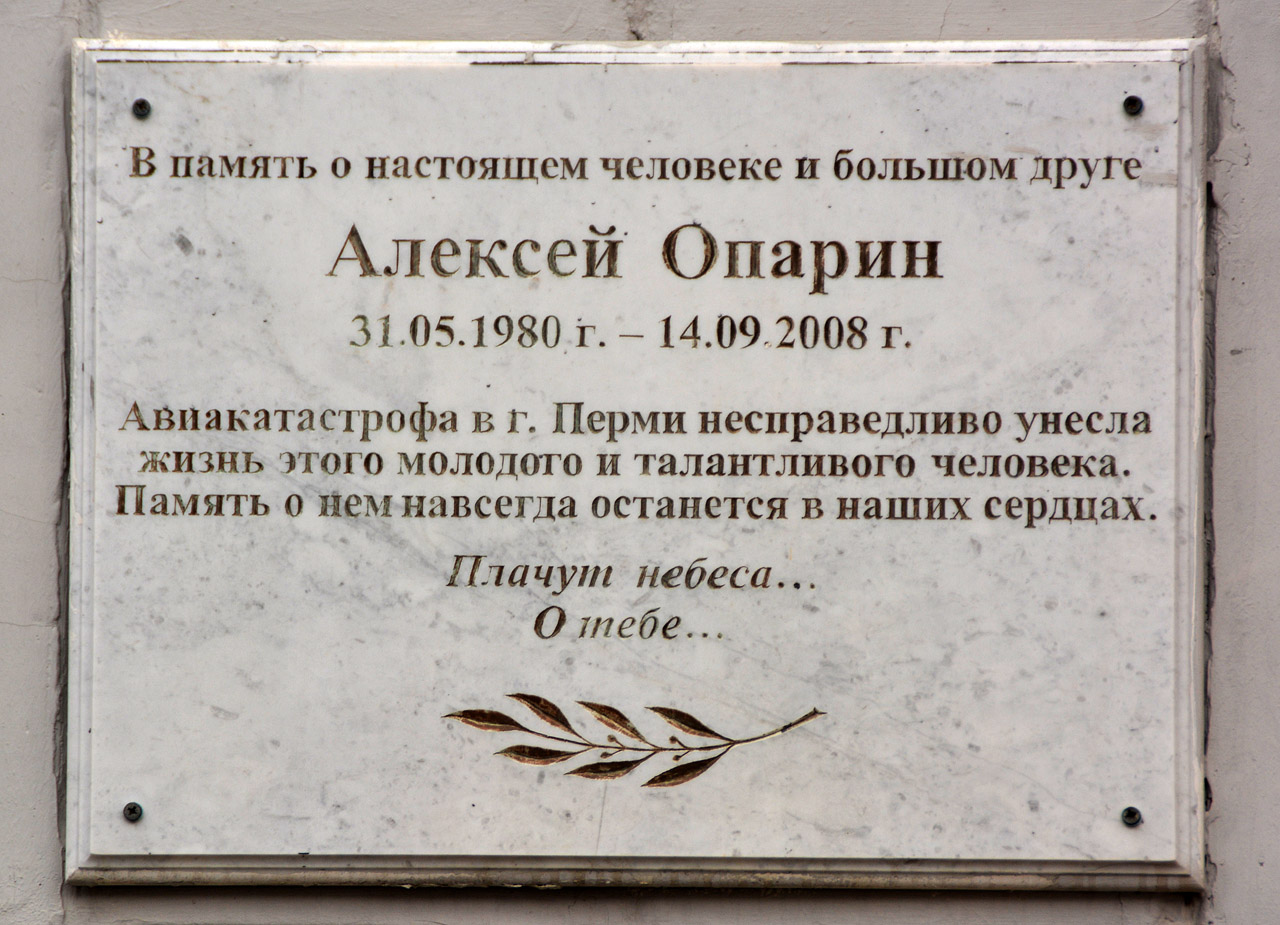 В память о настоящем человеке и большом друге
Алексей Опарин
31.05.1980 г. – 14.09.2008 г.
Авиакатастрофа в г. Перми несправедливо унесла
жизнь этого молодого и талантливого человека.
Память о нем навсегда останется в наших сердцах.
Плачут небеса...
О тебе...